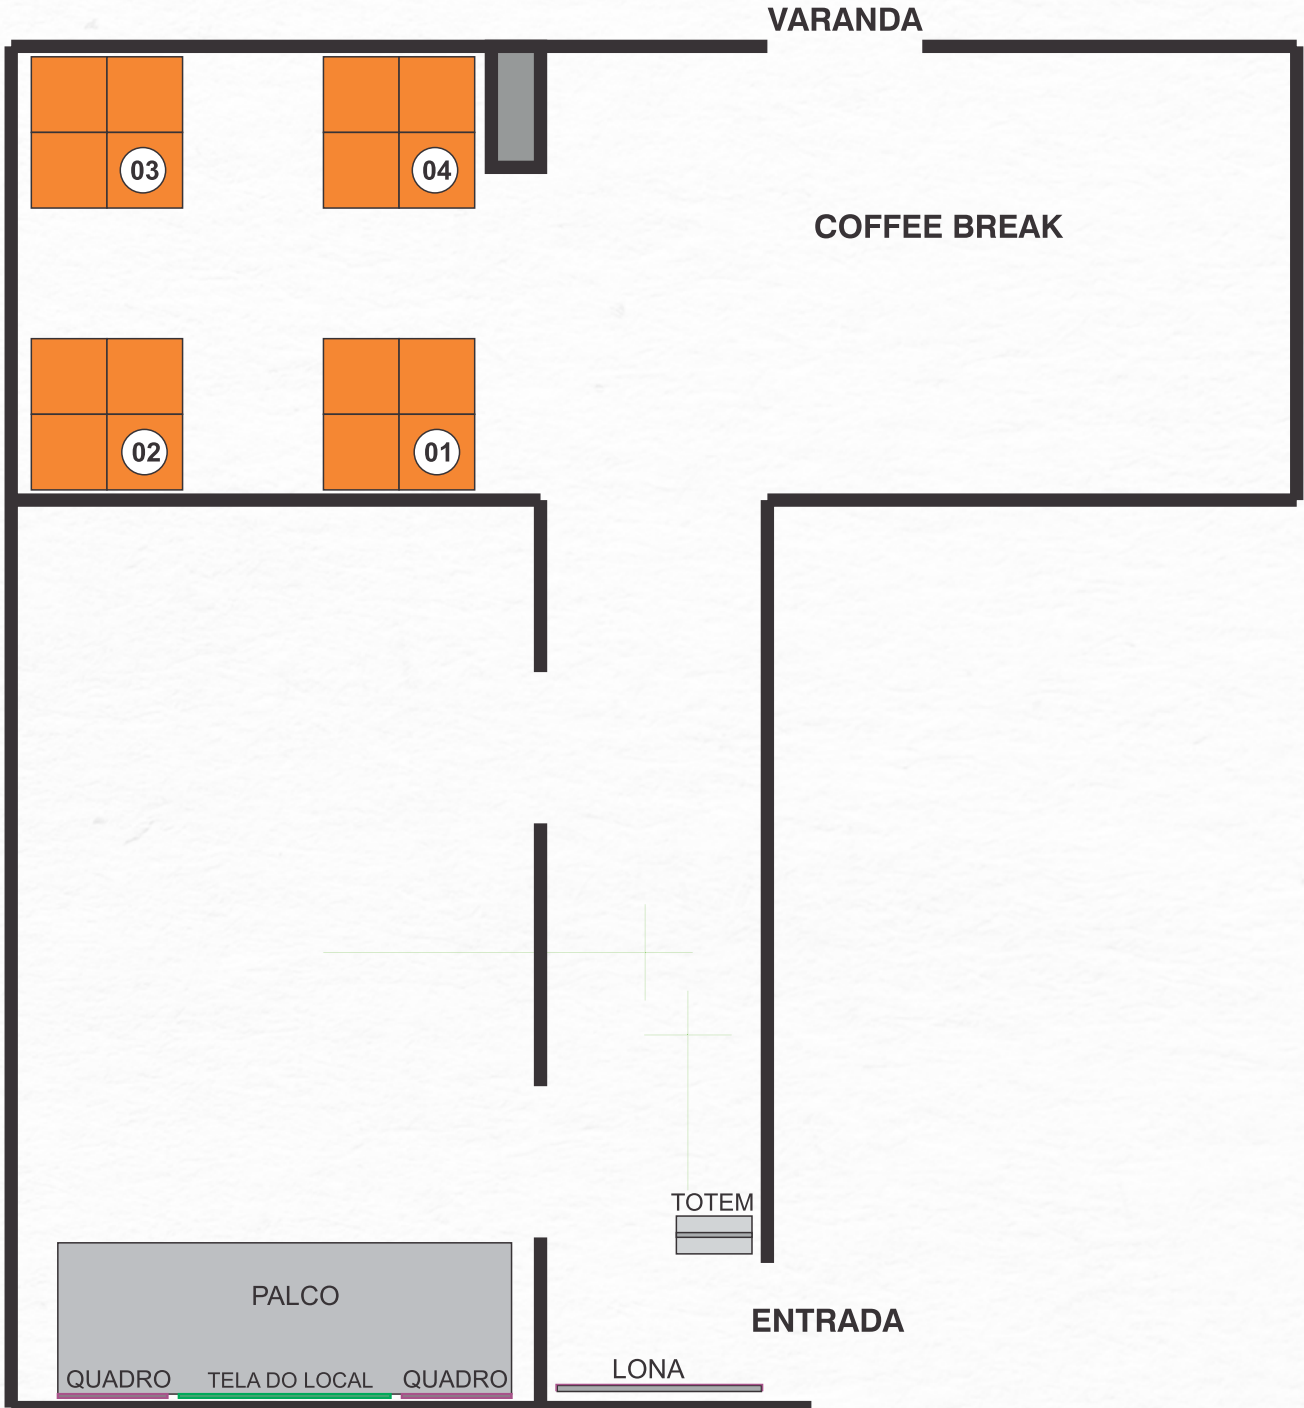 VARANDA
03
04
COFFEE BREAK
02
01
TOTEM
PALCO
ENTRADA
QUADRO
TELA DO LOCAL
QUADRO
LONA